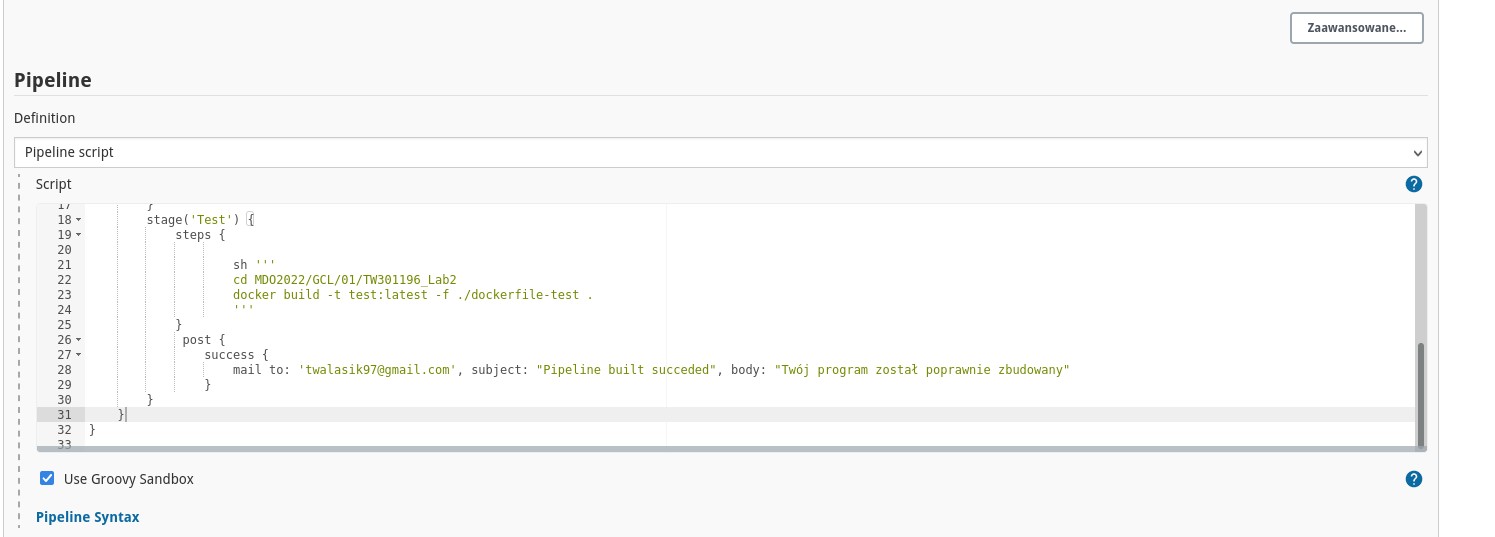 Zaawansowane...
Pipeline
Definition
Pipeline script
Script
17 }
18 stage('Test') {
19 steps {
20
21 sh '''
22 cd MDO2022/GCL/01/TW301196_Lab2
23 docker build -t test:latest -f ./dockerfile-test .
24 '''
25 }
26 post {
27 success {
28 mail to: 'twalasik97@gmail.com', subject: "Pipeline built succeded", body: "Twój program został poprawnie zbudowany"
29 }
30 }
31 }
32 }
33
Use Groovy Sandbox
Pipeline Syntax